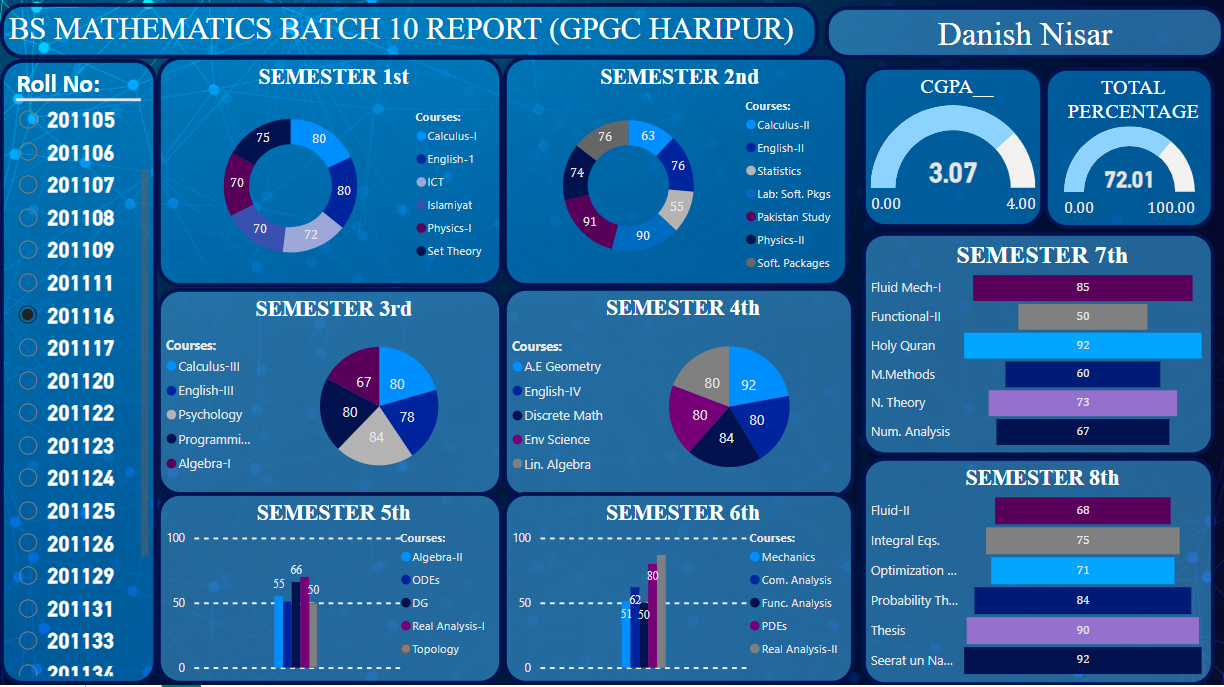 BS MATHEMATICS BATCH 10 REPORT (GPGC HARIPUR)
Danish Nisar
Roll No:
201105
201106
201107
201108
201109
201111
201116
201117
201120
201122
201123
201124
201125
201126
201129
201131
201133
201134
SEMESTER 1st
80
80
72
70
70
75
Courses:
Calculus-I
English-1
ICT
Islamiyat
Physics-I
Set Theory
SEMESTER 2nd
63
76
55
90
91
74
76
Courses:
Calculus-II
English-II
Statistics
Lab: Soft. Pkgs
Pakistan Study
Physics-II
Soft. Packages
CGPA__
3.07
0.00
4.00
TOTAL
PERCENTAGE
72.01
0.00
100.00
SEMESTER 3rd
Courses:
Calculus-III
English-III
Psychology
Programmi...
Algebra-I
80
78
84
80
67
SEMESTER 4th
Courses:
A.E Geometry
English-IV
Discrete Math
Env Science
Lin. Algebra
92
80
84
80
80
SEMESTER 5th
100
50
0
55
66
50
Courses:
Algebra-II
ODEs
DG
Real Analysis-I
Topology
SEMESTER 6th
100
50
0
51
62
50
80
Courses:
Mechanics
Com. Analysis
Func. Analysis
PDEs
Real Analysis-II
SEMESTER 7th
Fluid Mech-I 85
Functional-II 50
Holy Quran 92
M.Methods 60
N. Theory 73
Num. Analysis 67
SEMESTER 8th
Fluid-II 68
Integral Eqs. 75
Optimization ... 71
Probability Th... 84
Thesis 90
Seerat un Na... 92